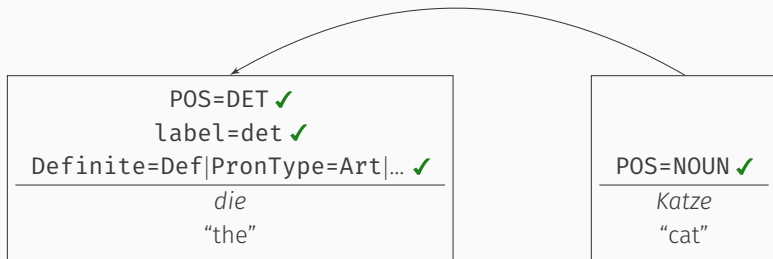 POS=DET ✓
label=det ✓
Definite=Def|PronType=Art|… ✓
die
“the”
POS=NOUN ✓
Katze
“cat”